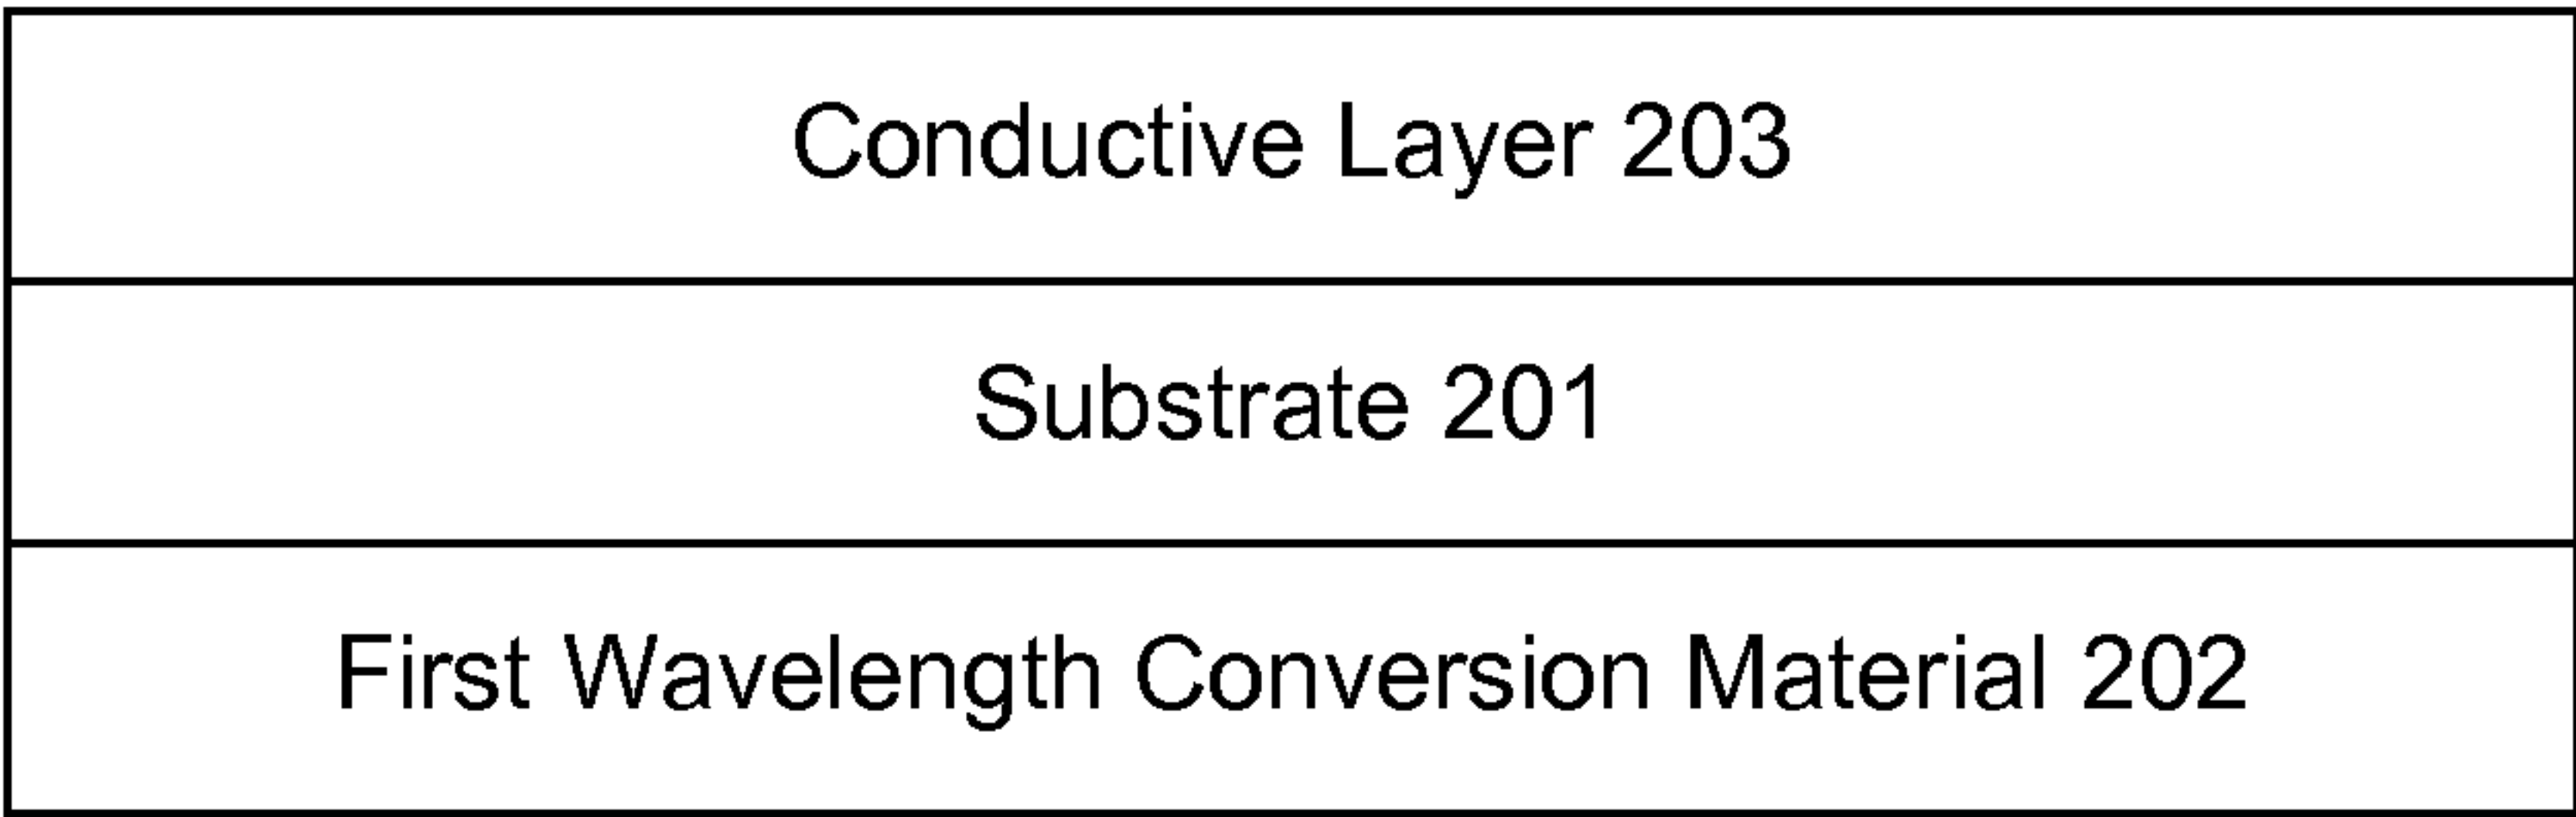 Conductive Layer 203
Substrate 201
First Wavelength Conversion Material 202